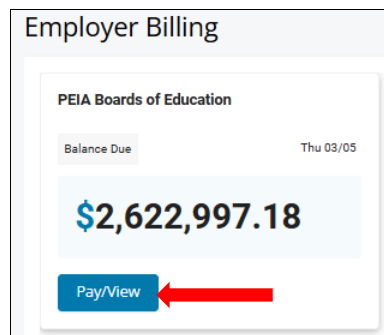 Employer Billing
PEIA Boards of Education
Balance Due Thu 03/05
$2,622,997.18
Pay/View